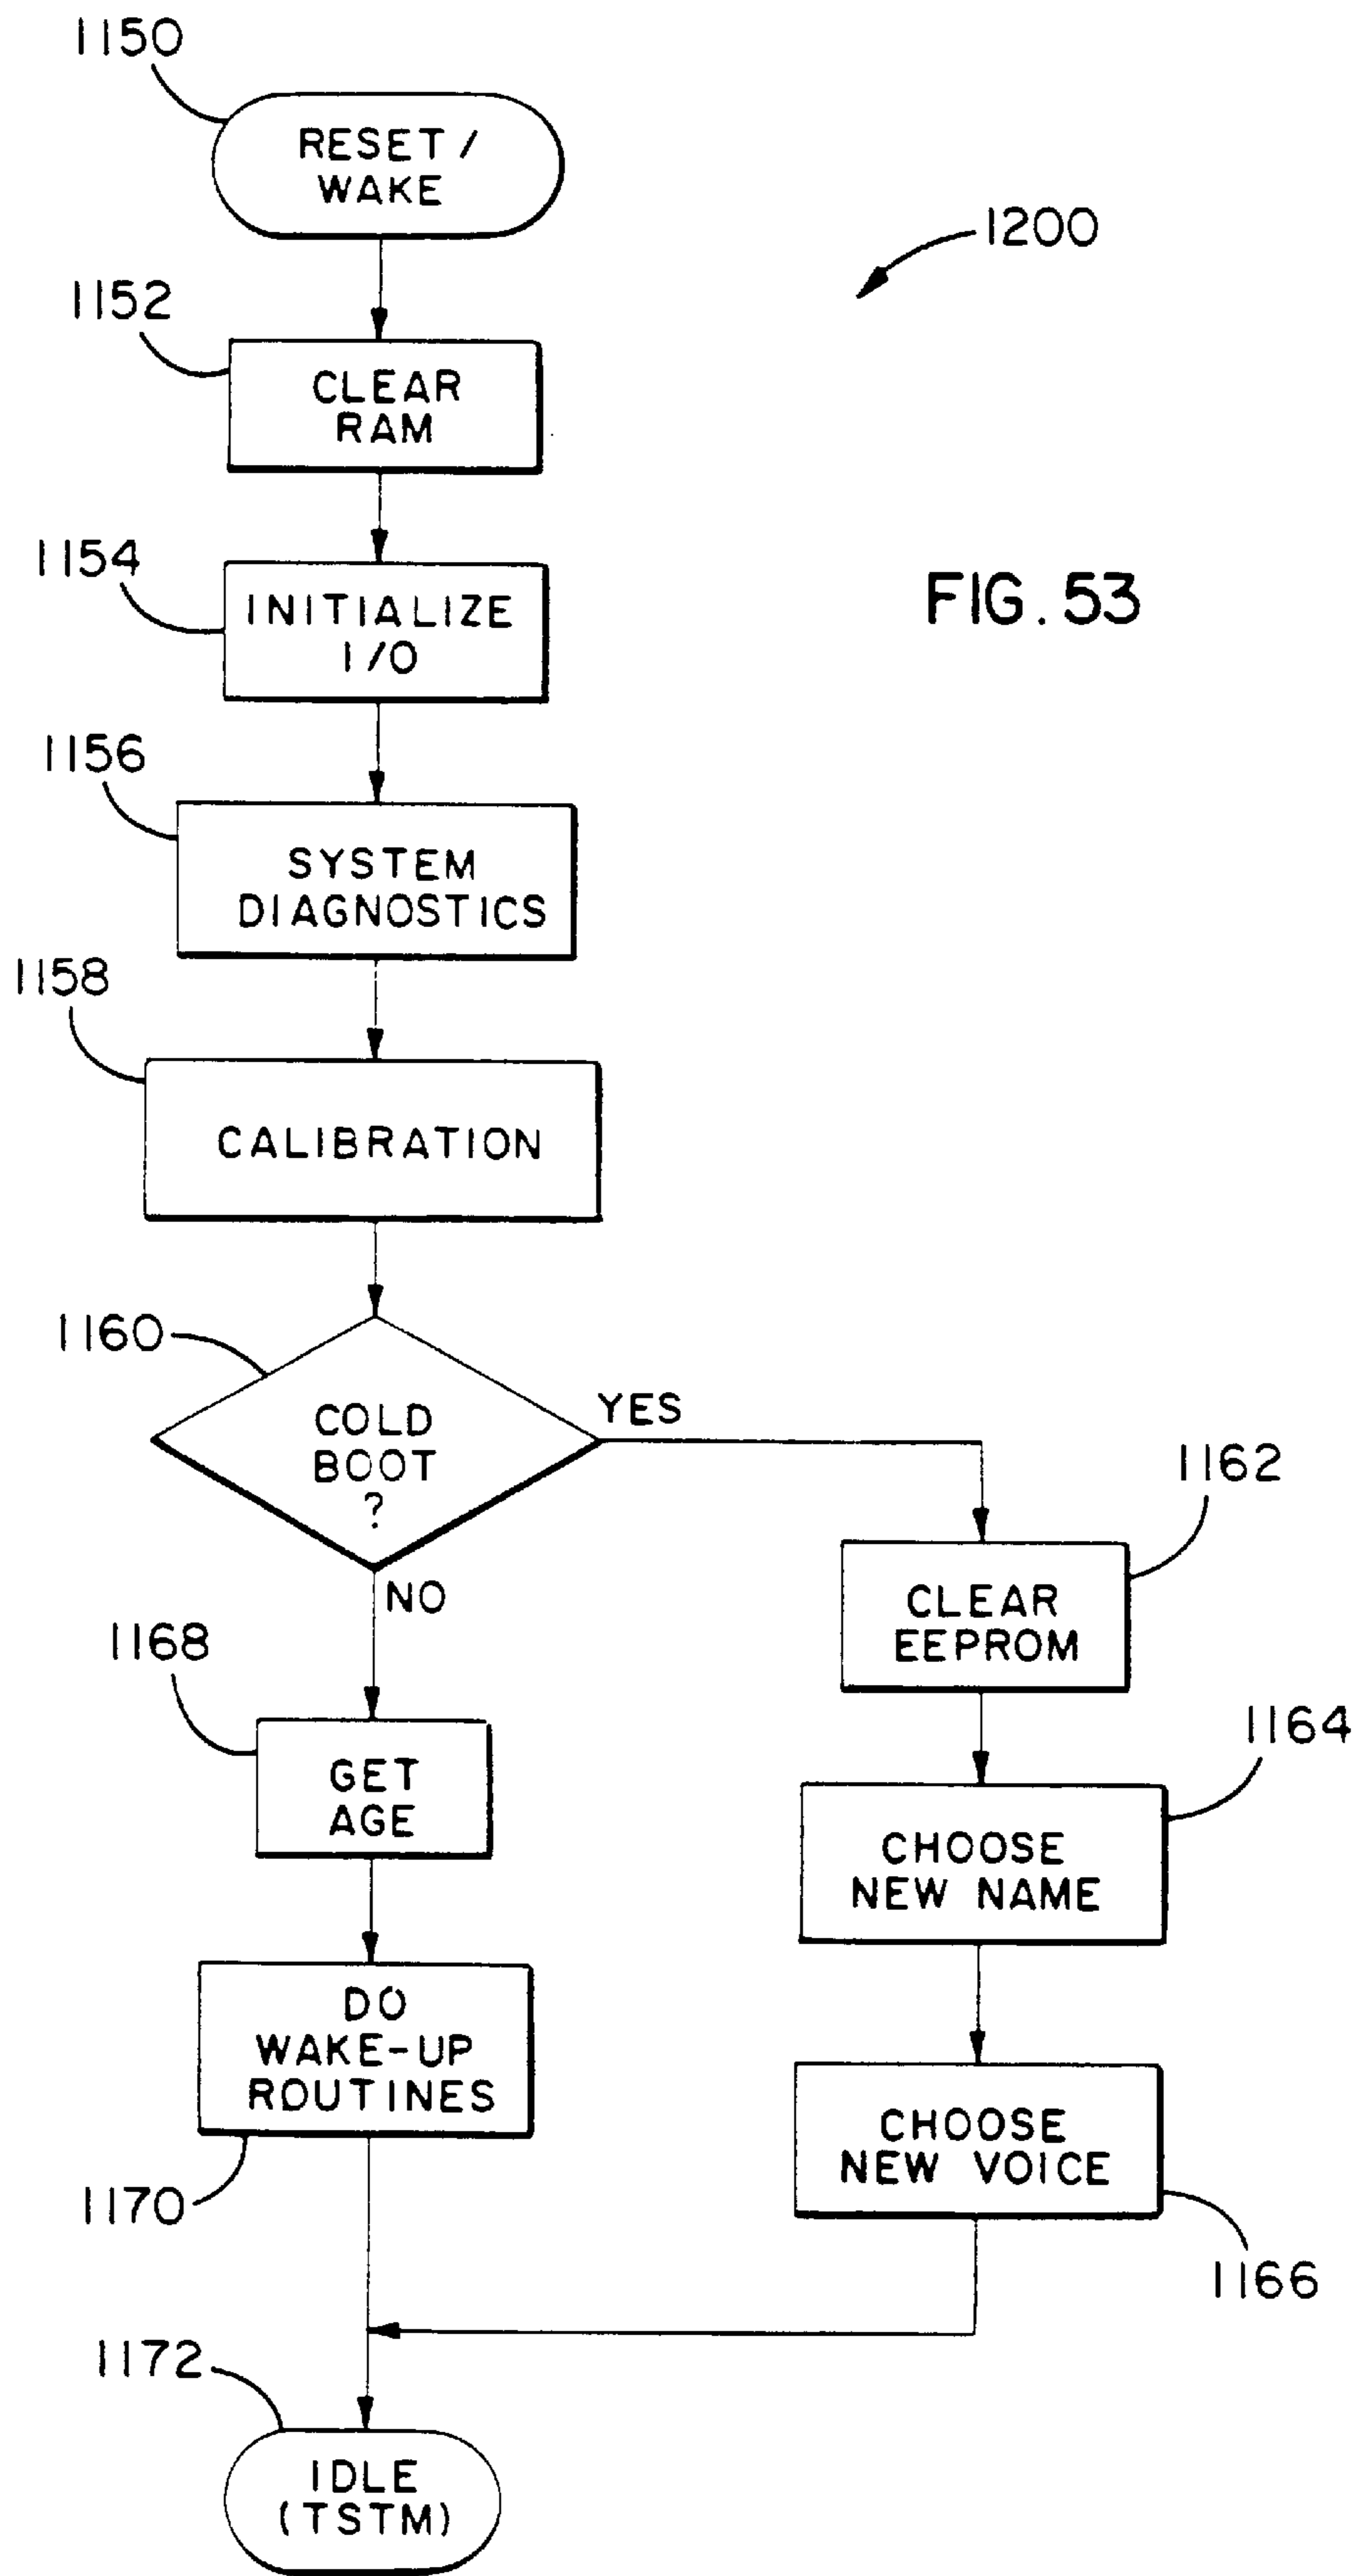 1150
RESET /
WAKE
1200
1152
CLEAR
RAM
1154
INITIALIZE
I/O
FIG. 53
1156
SYSTEM
DIAGNOSTICS
1158
CALIBRATION
1160
COLD
BOOT
?
YES
NO
1162
CLEAR
EEPROM
1168
GET
AGE
1164
CHOOSE
NEW NAME
DO
WAKE-UP
ROUTINES
1170
CHOOSE
NEW VOICE
1166
1172
IDLE
(TSTM)